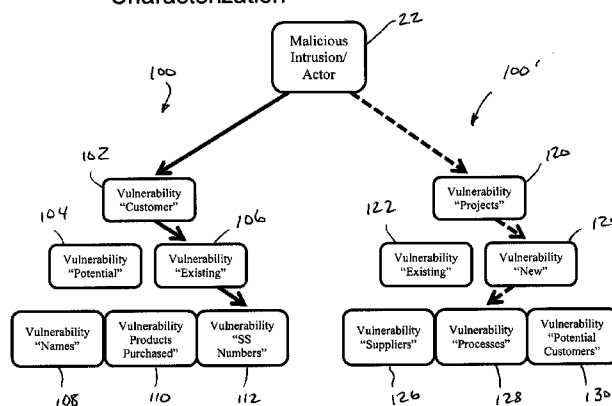 Characterization
22
Malicious
Intrusion/
Actor
100
100'
102
Vulnerability
"Customer"
120
Vulnerability
"Projects"
104
Vulnerability
"Potential"
106
Vulnerability
"Existing"
122
Vulnerability
"Existing"
Vulnerability
"New"
Vulnerability
"Names"
Vulnerability
Products
Purchased"
Vulnerability
"SS
Numbers"
Vulnerability
"Suppliers"
Vulnerability
"Processes"
Vulnerability
"Potential
Customers"
108
110
112
126
128
130